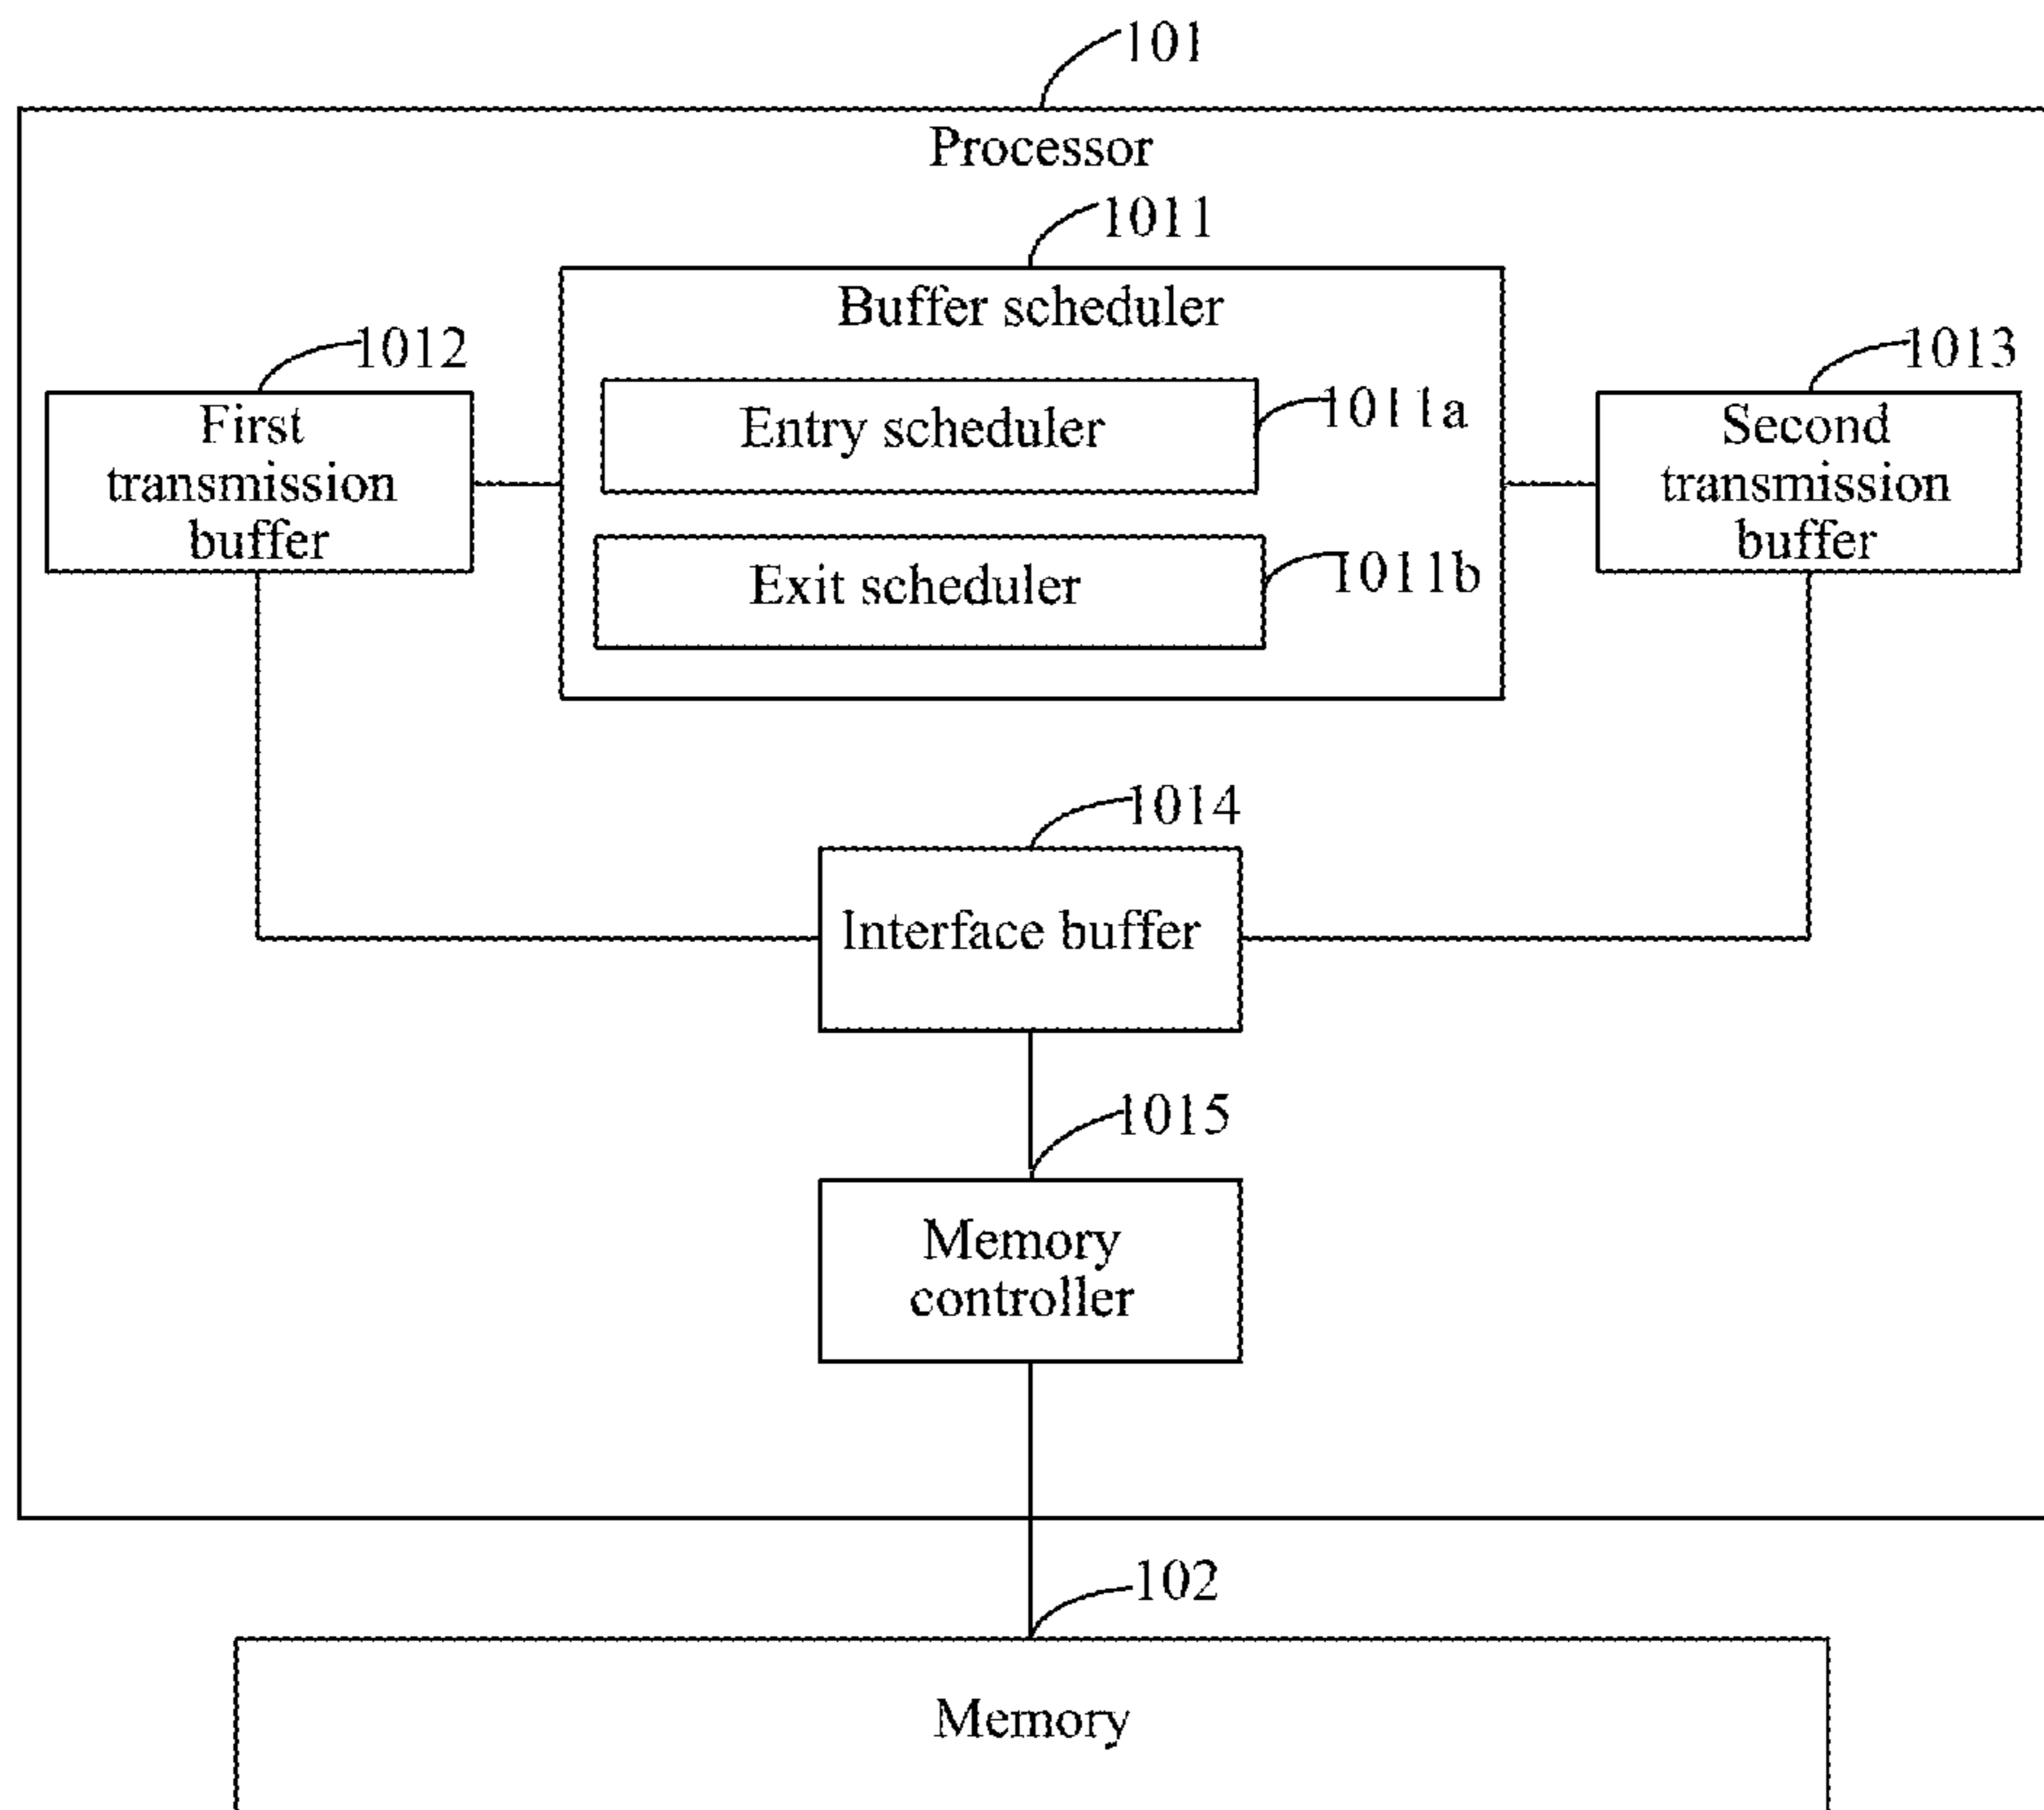 101
Processor
1011
Buffer scheduler
1012
1013
First
transmission
buffer
Entry scheduler
1011a
Second
transmission
buffer
Exit scheduler
1011b
1014
Interface buffer
1015
Memory
controller
102
Memory